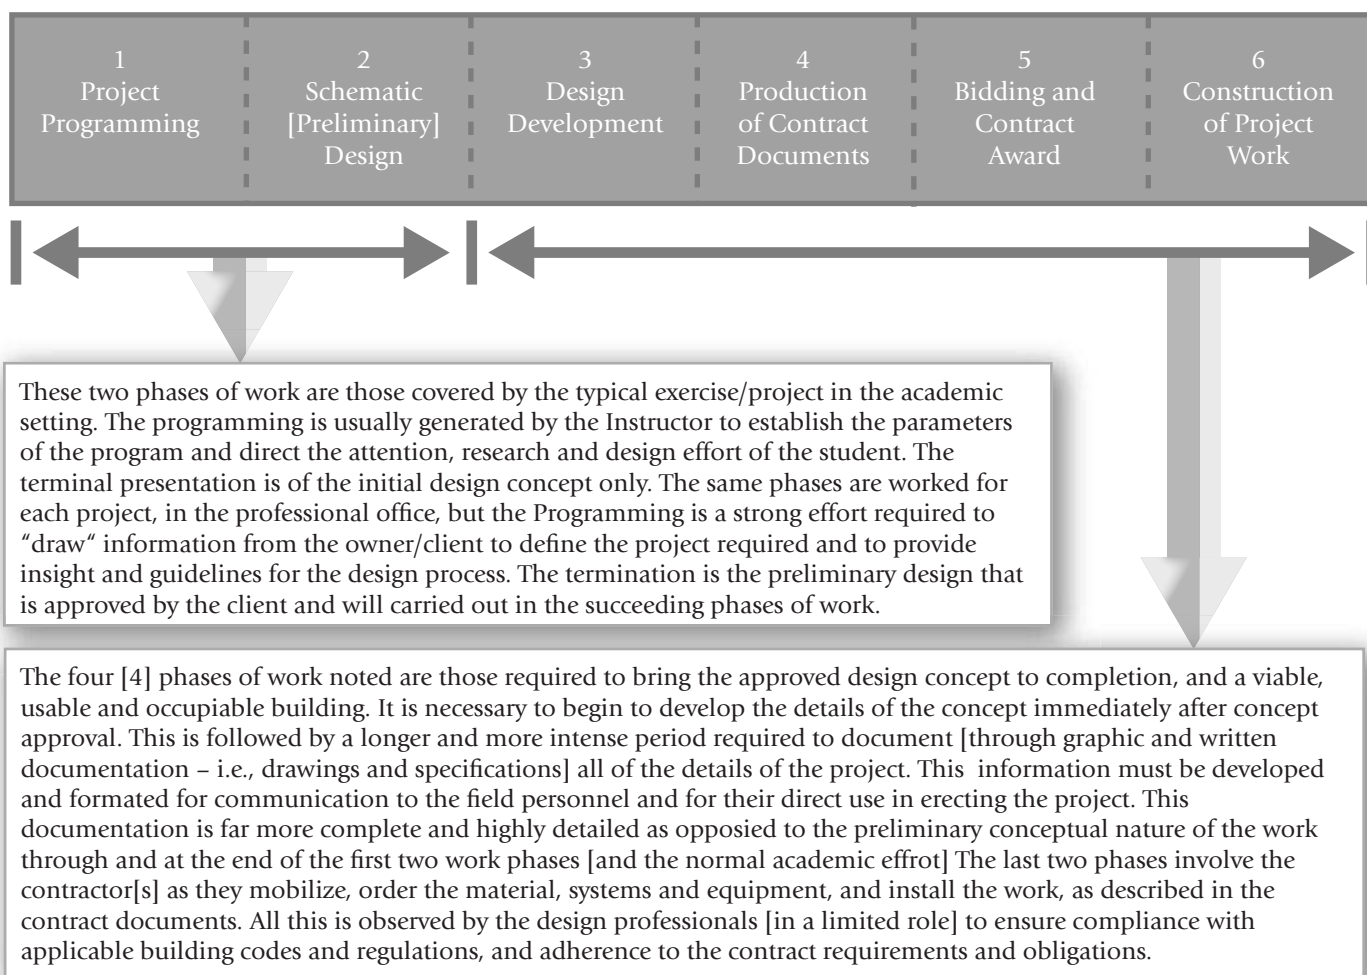 1
Project
Programming
2
Schematic
[Preliminary]
Design
3
Design
Development
4
Production
of Contract
Documents
5
Bidding and
Contract
Award
6
Construction
of Project
Work
These two phases of work are those covered by the typical exercise/project in the academic
setting. The programming is usually generated by the Instructor to establish the parameters
of the program and direct the attention, research and design effort of the student. The
terminal presentation is of the initial design concept only. The same phases are worked for
each project, in the professional office, but the Programming is a strong effort required to
“draw“ information from the owner/client to define the project required and to provide
insight and guidelines for the design process. The termination is the preliminary design that
is approved by the client and will carried out in the succeeding phases of work.
The four [4] phases of work noted are those required to bring the approved design concept to completion, and a viable,
usable and occupiable building. It is necessary to begin to develop the details of the concept immediately after concept
approval. This is followed by a longer and more intense period required to document [through graphic and written
documentation – i.e., drawings and specifications] all of the details of the project. This  information must be developed
and formated for communication to the field personnel and for their direct use in erecting the project. This
documentation is far more complete and highly detailed as opposied to the preliminary conceptual nature of the work
through and at the end of the first two work phases [and the normal academic effrot] The last two phases involve the
contractor[s] as they mobilize, order the material, systems and equipment, and install the work, as described in the
contract documents. All this is observed by the design professionals [in a limited role] to ensure compliance with
applicable building codes and regulations, and adherence to the contract requirements and obligations.